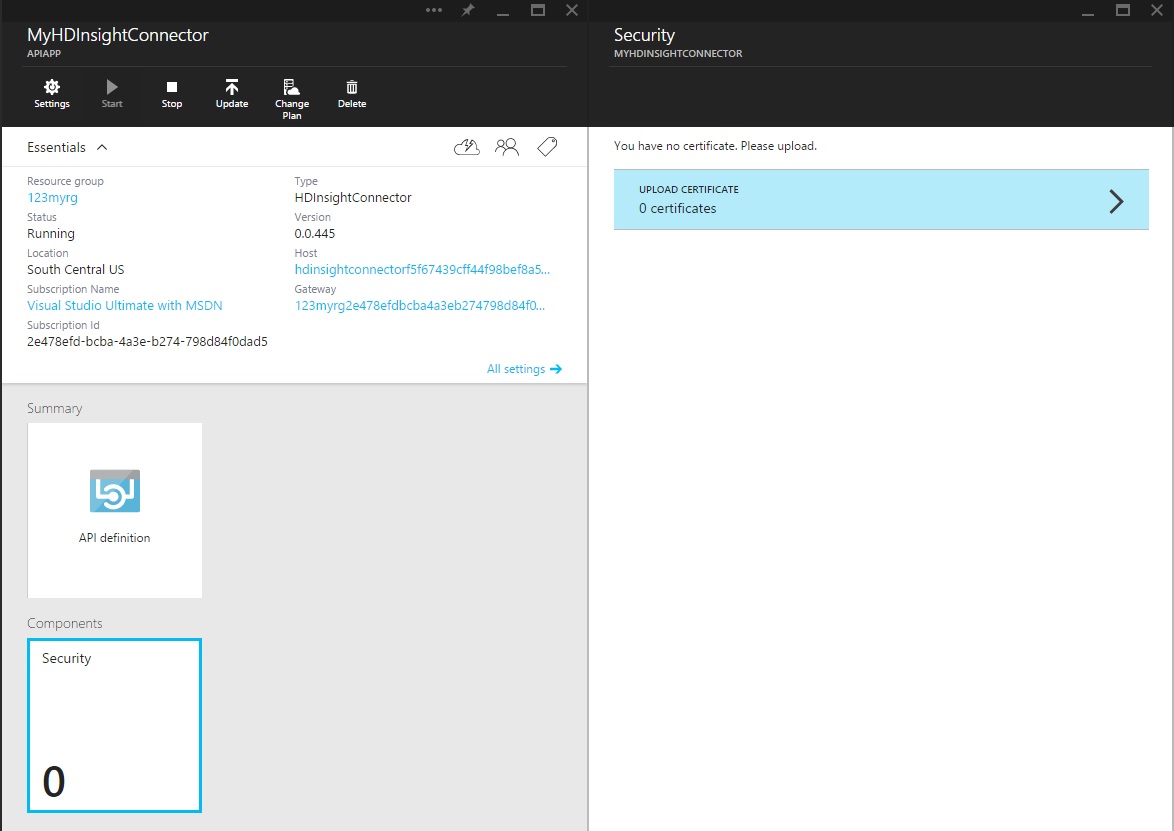 MyHDInsightConnector
APIAPP
Settings
Start
Stop
Update
Change
Plan
Delete
Essentials
Resource group
123myrg
Status
Running
Location
South Central US
Subscription Name
Visual Studio Ultimate with MSDN
Subscription Id
2e478efd-bcba-4a3e-b274-798d84f0dad5
Type
HDInsightConnector
Version
0.0.445
Host
hdinsightconnectorf5f67439cff44f98bef8a5...
Gateway
123myrg2e478efdbcba4a3eb274798d84f0...
All settings
Summary
API definition
Components
Security
0
Security
MYHDINSIGHTCONNECTOR
You have no certificate. Please upload.
UPLOAD CERTIFICATE
0 certificates